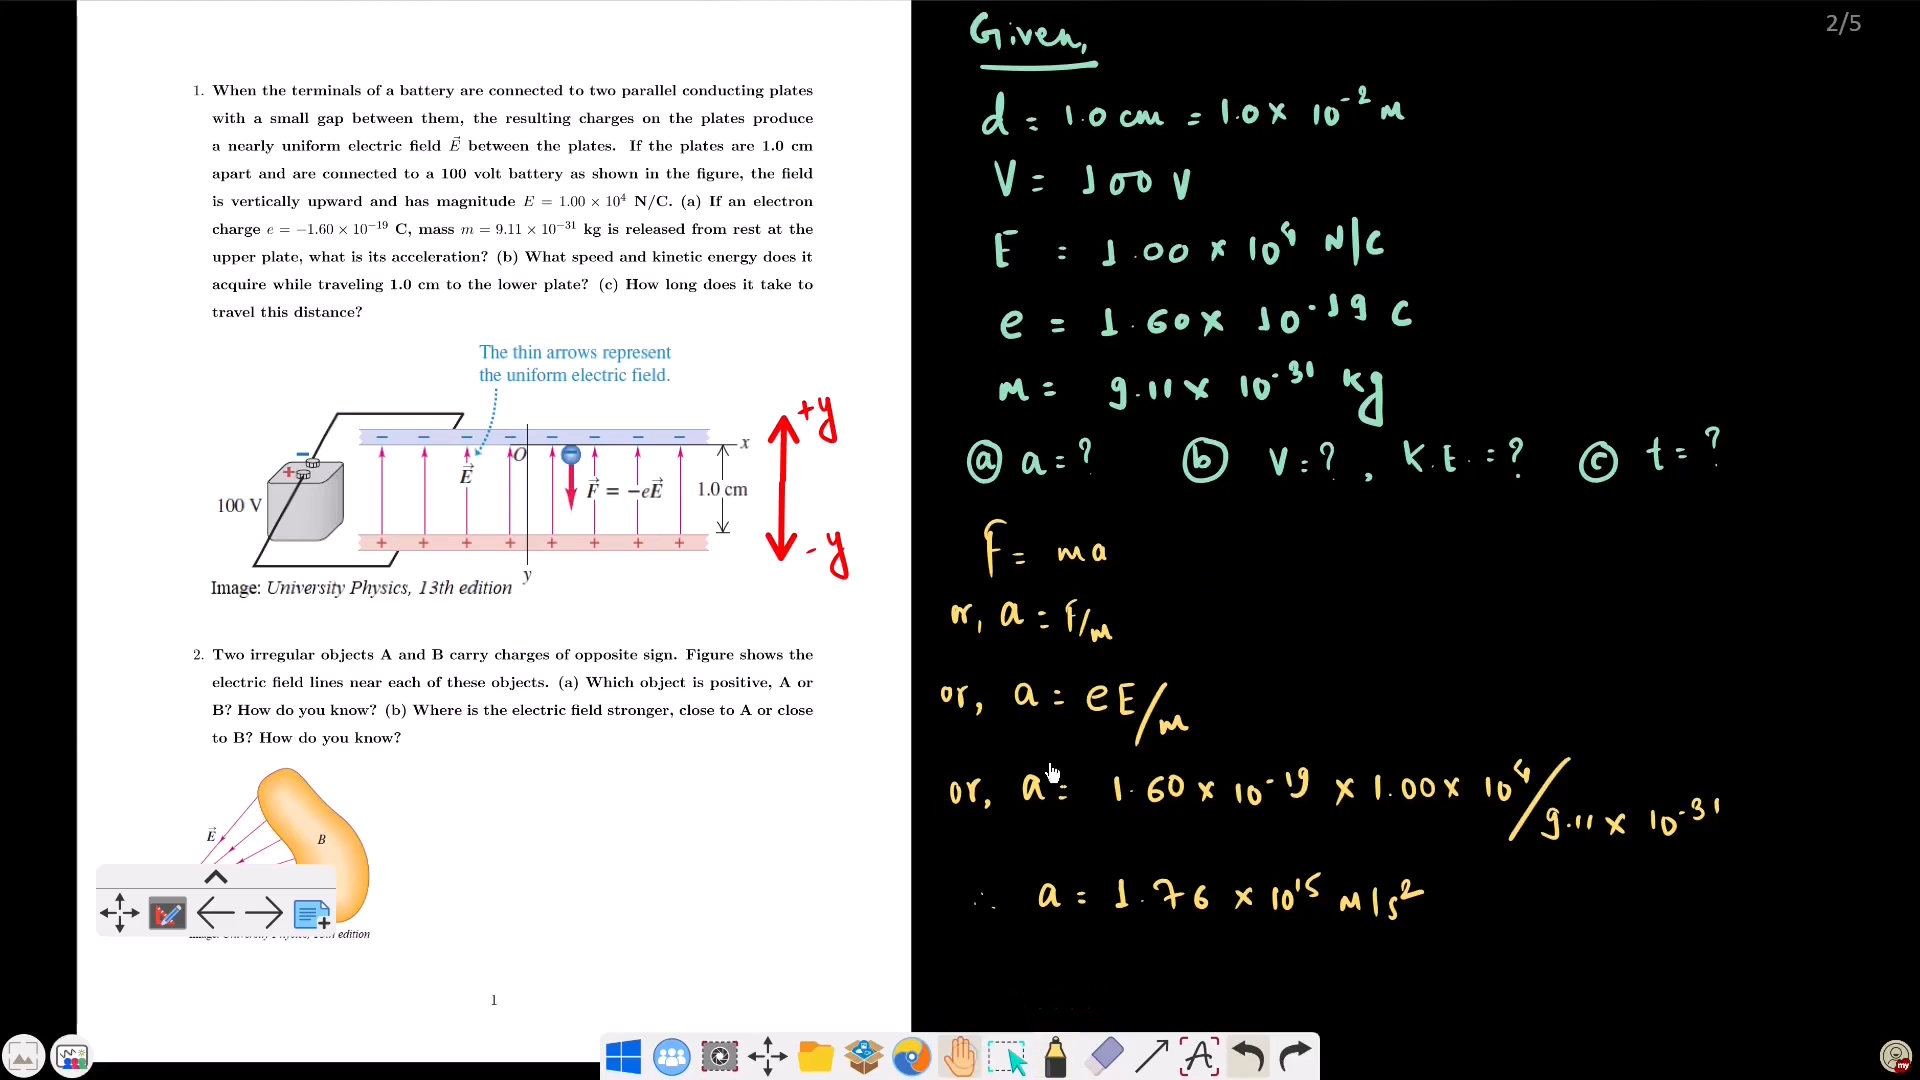 1. When the terminals of a battery are connected to two parallel conducting plates
with a small gap between them, the resulting charges on the plates produce
a nearly uniform electric field E⃗ between the plates. If the plates are 1.0 cm
apart and are connected to a 100 volt battery as shown in the figure, the field
is vertically upward and has magnitude E = 1.00 × 10⁴ N/C. (a) If an electron
charge e = −1.60 × 10⁻¹⁹ C, mass m = 9.11 × 10⁻³¹ kg is released from rest at the
upper plate, what is its acceleration? (b) What speed and kinetic energy does it
acquire while traveling 1.0 cm to the lower plate? (c) How long does it take to
travel this distance?
The thin arrows represent
the uniform electric field.
+y
− − − − − − − −
x
O
−
+
E⃗
−
F⃗ = −eE⃗
1.0 cm
100 V
+ + + + + + + +
-y
y
Image: University Physics, 13th edition
2. Two irregular objects A and B carry charges of opposite sign. Figure shows the
electric field lines near each of these objects. (a) Which object is positive, A or
B? How do you know? (b) Where is the electric field stronger, close to A or close
to B? How do you know?
E⃗
B
edition
1
2/5
Given,
d = 1.0 cm = 1.0 × 10⁻² m
V = 100 V
E = 1.00 × 10⁴ N/C
e = 1.60 × 10⁻¹⁹ C
m = 9.11 × 10⁻³¹ kg
ⓐ a = ? ⓑ v = ? , K.E. = ? ⓒ t = ?
F = ma
or, a = F/m
or, a = eE/m
or, a = 1.60 × 10⁻¹⁹ × 1.00 × 10⁴/9.11 × 10⁻³¹
∴ a = 1.76 × 10¹⁵ m/s²
A
my